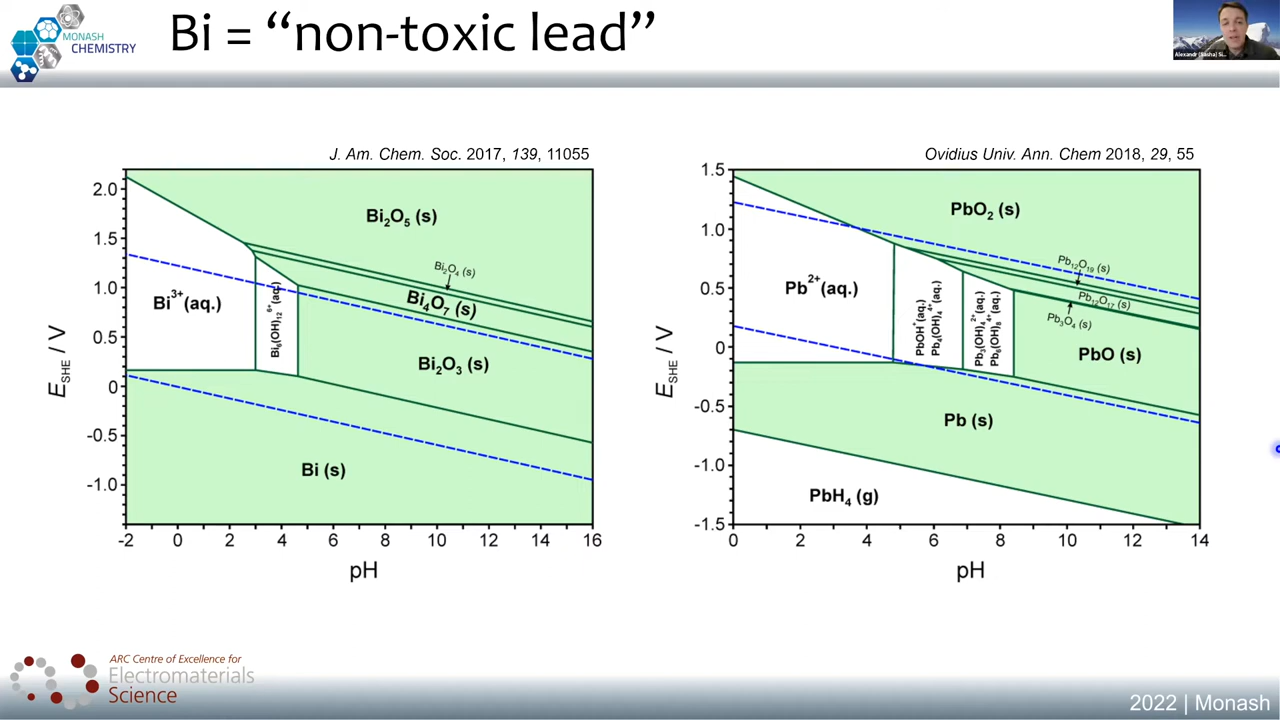 MONASH
CHEMISTRY
Bi = “non-toxic lead”
Alexandr (Sasha) Si...
J. Am. Chem. Soc. 2017, 139, 11055
2.0
1.5
1.0
0.5
0
-0.5
-1.0
E SHE / V
Bi2O5 (s)
Bi2O4 (s)
Bi4O7 (s)
Bi3+(aq.)
Bi6(OH)12 6+(aq.)
Bi2O3 (s)
Bi (s)
-2 0 2 4 6 8 10 12 14 16
pH
Ovidius Univ. Ann. Chem 2018, 29, 55
1.5
1.0
0.5
0
-0.5
-1.0
-1.5
E SHE / V
PbO2 (s)
Pb12O19 (s)
Pb12O17 (s)
Pb3O4 (s)
Pb2+(aq.)
Pb4(OH)4 4+(aq.)
Pb3(OH)4 2+(aq.)
Pb6(OH)8 4+(aq.)
PbO (s)
Pb (s)
PbH4 (g)
0 2 4 6 8 10 12 14
pH
ARC Centre of Excellence for
Electromaterials
Science
2022 | Monash